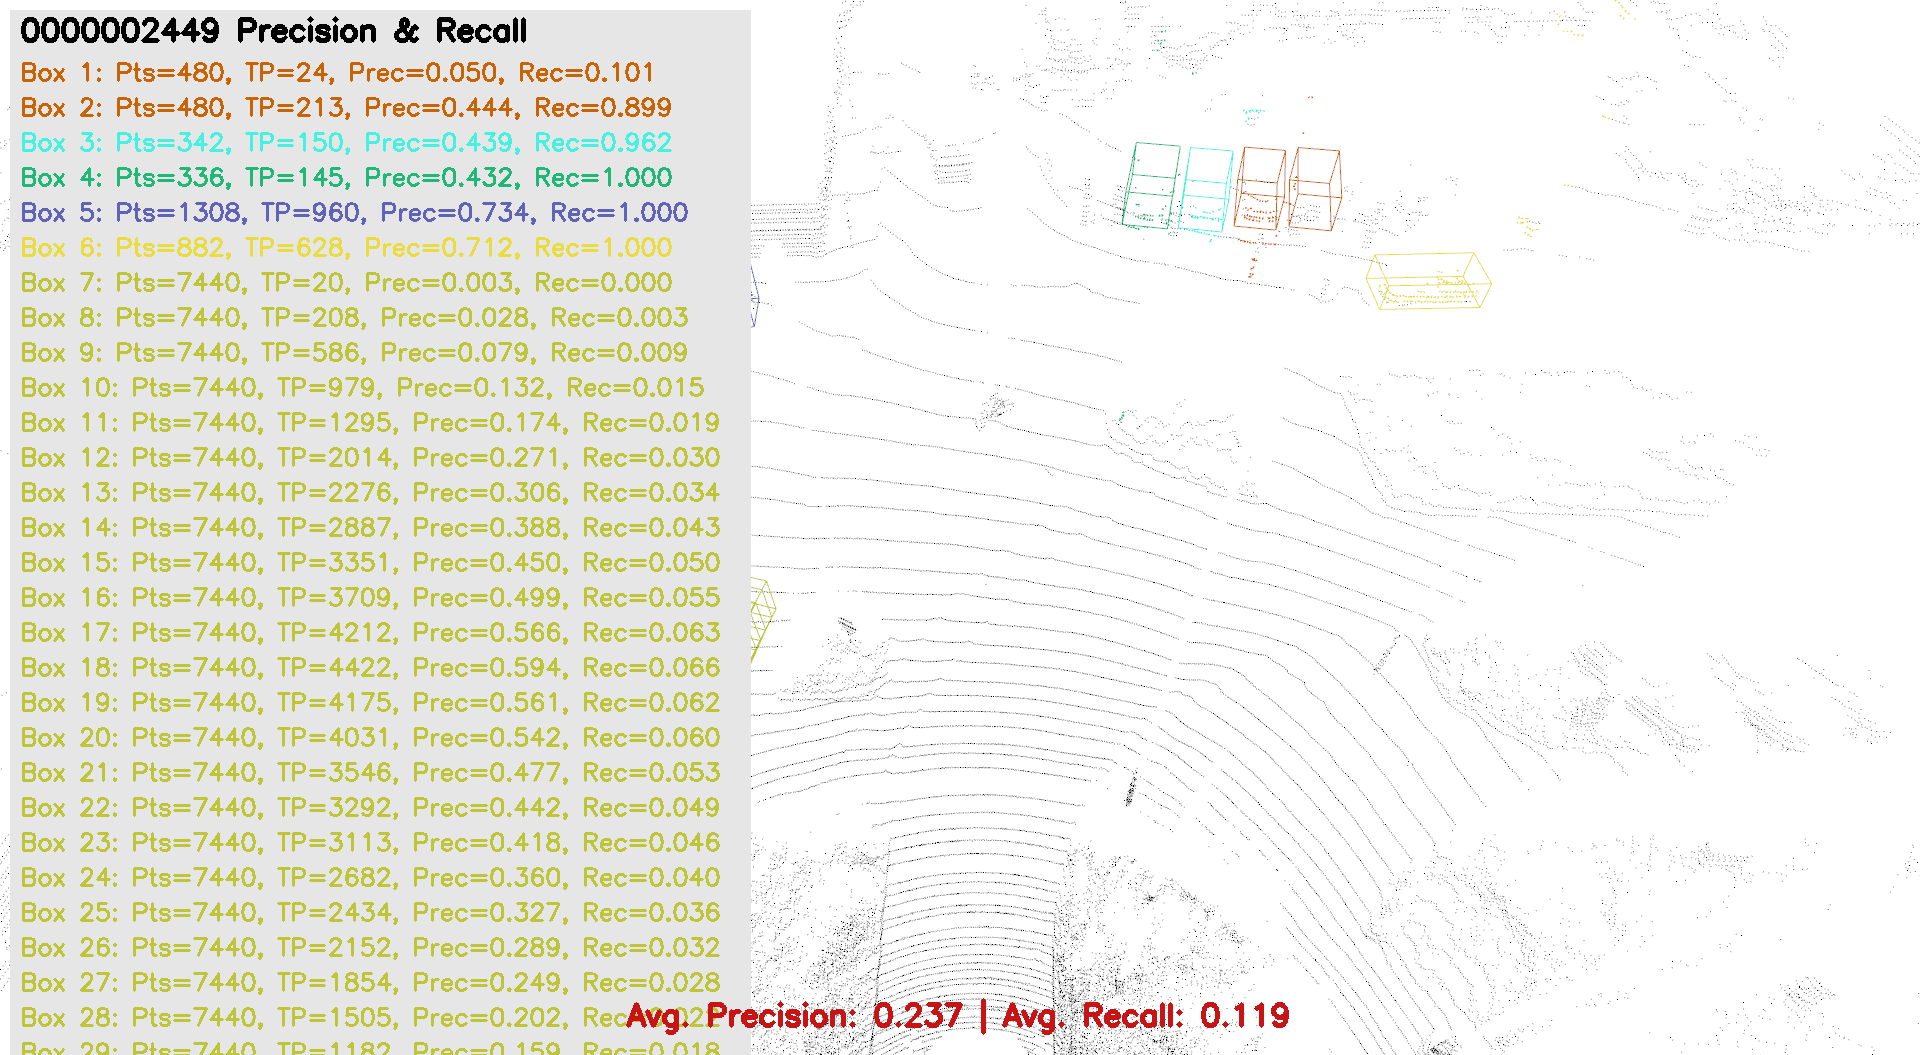 0000002449 Precision & Recall
Box 1: Pts=480, TP=24, Prec=0.050, Rec=0.101
Box 2: Pts=480, TP=213, Prec=0.444, Rec=0.899
Box 3: Pts=342, TP=150, Prec=0.439, Rec=0.962
Box 4: Pts=336, TP=145, Prec=0.432, Rec=1.000
Box 5: Pts=1308, TP=960, Prec=0.734, Rec=1.000
Box 6: Pts=882, TP=628, Prec=0.712, Rec=1.000
Box 7: Pts=7440, TP=20, Prec=0.003, Rec=0.000
Box 8: Pts=7440, TP=208, Prec=0.028, Rec=0.003
Box 9: Pts=7440, TP=586, Prec=0.079, Rec=0.009
Box 10: Pts=7440, TP=979, Prec=0.132, Rec=0.015
Box 11: Pts=7440, TP=1295, Prec=0.174, Rec=0.019
Box 12: Pts=7440, TP=2014, Prec=0.271, Rec=0.030
Box 13: Pts=7440, TP=2276, Prec=0.306, Rec=0.034
Box 14: Pts=7440, TP=2887, Prec=0.388, Rec=0.043
Box 15: Pts=7440, TP=3351, Prec=0.450, Rec=0.050
Box 16: Pts=7440, TP=3709, Prec=0.499, Rec=0.055
Box 17: Pts=7440, TP=4212, Prec=0.566, Rec=0.063
Box 18: Pts=7440, TP=4422, Prec=0.594, Rec=0.066
Box 19: Pts=7440, TP=4175, Prec=0.561, Rec=0.062
Box 20: Pts=7440, TP=4031, Prec=0.542, Rec=0.060
Box 21: Pts=7440, TP=3546, Prec=0.477, Rec=0.053
Box 22: Pts=7440, TP=3292, Prec=0.442, Rec=0.049
Box 23: Pts=7440, TP=3113, Prec=0.418, Rec=0.046
Box 24: Pts=7440, TP=2682, Prec=0.360, Rec=0.040
Box 25: Pts=7440, TP=2434, Prec=0.327, Rec=0.036
Box 26: Pts=7440, TP=2152, Prec=0.289, Rec=0.032
Box 27: Pts=7440, TP=1854, Prec=0.249, Rec=0.028
Box 28: Pts=7440, TP=1505, Prec=0.202,
Avg. Precision: 0.237 | Avg. Recall: 0.119
Box 29: Pts=7440, TP=1182, Prec=0.159, Rec=0.018